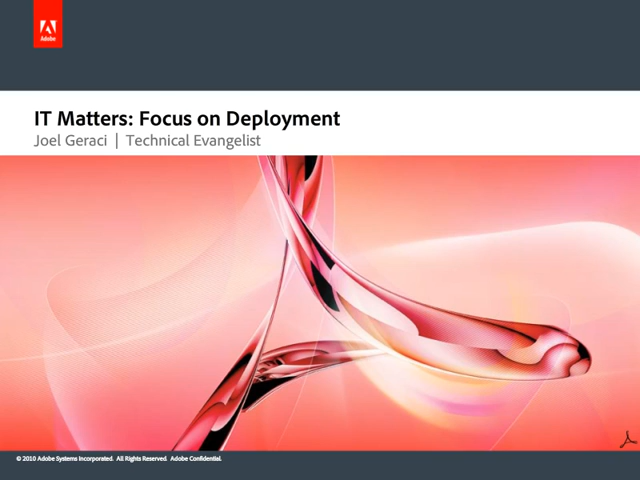 Adobe
IT Matters: Focus on Deployment
Joel Geraci | Technical Evangelist
© 2010 Adobe Systems Incorporated. All Rights Reserved. Adobe Confidential.